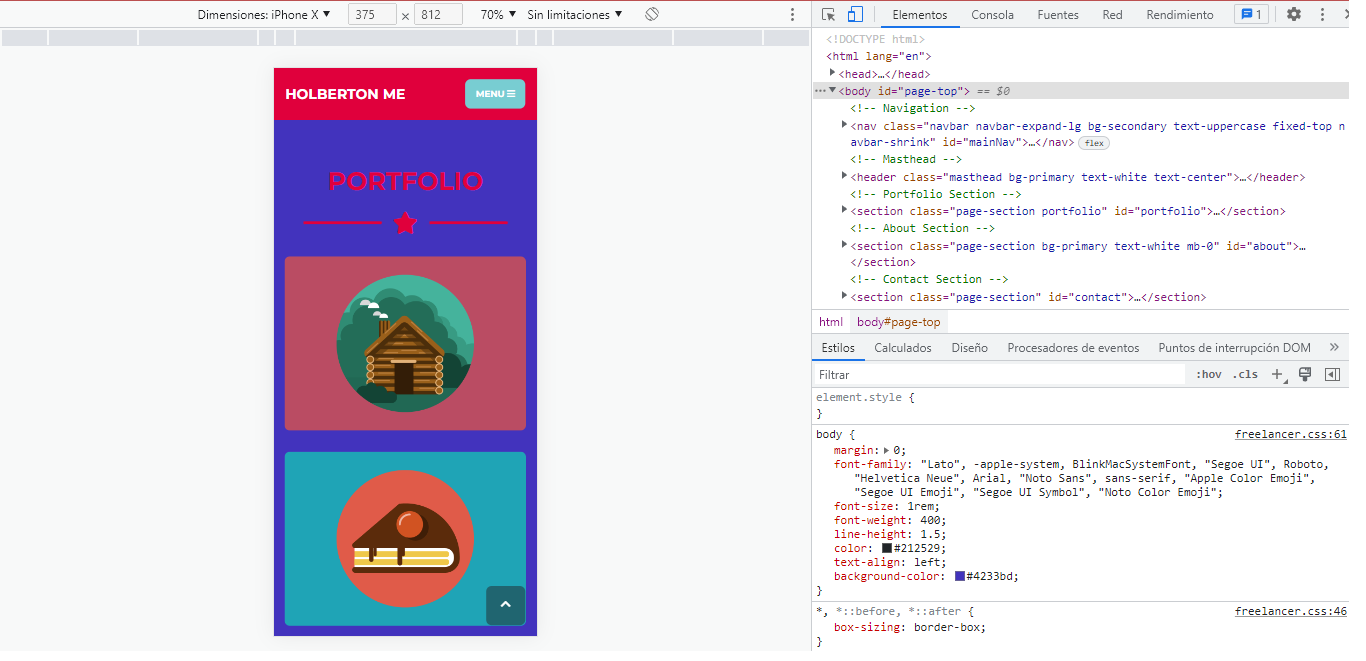 Dimensiones: iPhone X ▼ 375 × 812 70% ▼ Sin limitaciones ▼
HOLBERTON ME
MENU
PORTFOLIO
Elementos Consola Fuentes Red Rendimiento 1
<!DOCTYPE html>
<html lang="en">
<head>…</head>
<body id="page-top"> == $0
<!-- Navigation -->
<nav class="navbar navbar-expand-lg bg-secondary text-uppercase fixed-top n
avbar-shrink" id="mainNav">…</nav> flex
<!-- Masthead -->
<header class="masthead bg-primary text-white text-center">…</header>
<!-- Portfolio Section -->
<section class="page-section portfolio" id="portfolio">…</section>
<!-- About Section -->
<section class="page-section bg-primary text-white mb-0" id="about">…
</section>
<!-- Contact Section -->
<section class="page-section" id="contact">…</section>
html body#page-top
Estilos Calculados Diseño Procesadores de eventos Puntos de interrupción DOM »
Filtrar :hov .cls +
element.style {
}
body { freelancer.css:61
margin: 0;
font-family: "Lato", -apple-system, BlinkMacSystemFont, "Segoe UI", Roboto,
"Helvetica Neue", Arial, "Noto Sans", sans-serif, "Apple Color Emoji",
"Segoe UI Emoji", "Segoe UI Symbol", "Noto Color Emoji";
font-size: 1rem;
font-weight: 400;
line-height: 1.5;
color: #212529;
text-align: left;
background-color: #4233bd;
}
*, *::before, *::after { freelancer.css:46
box-sizing: border-box;
}